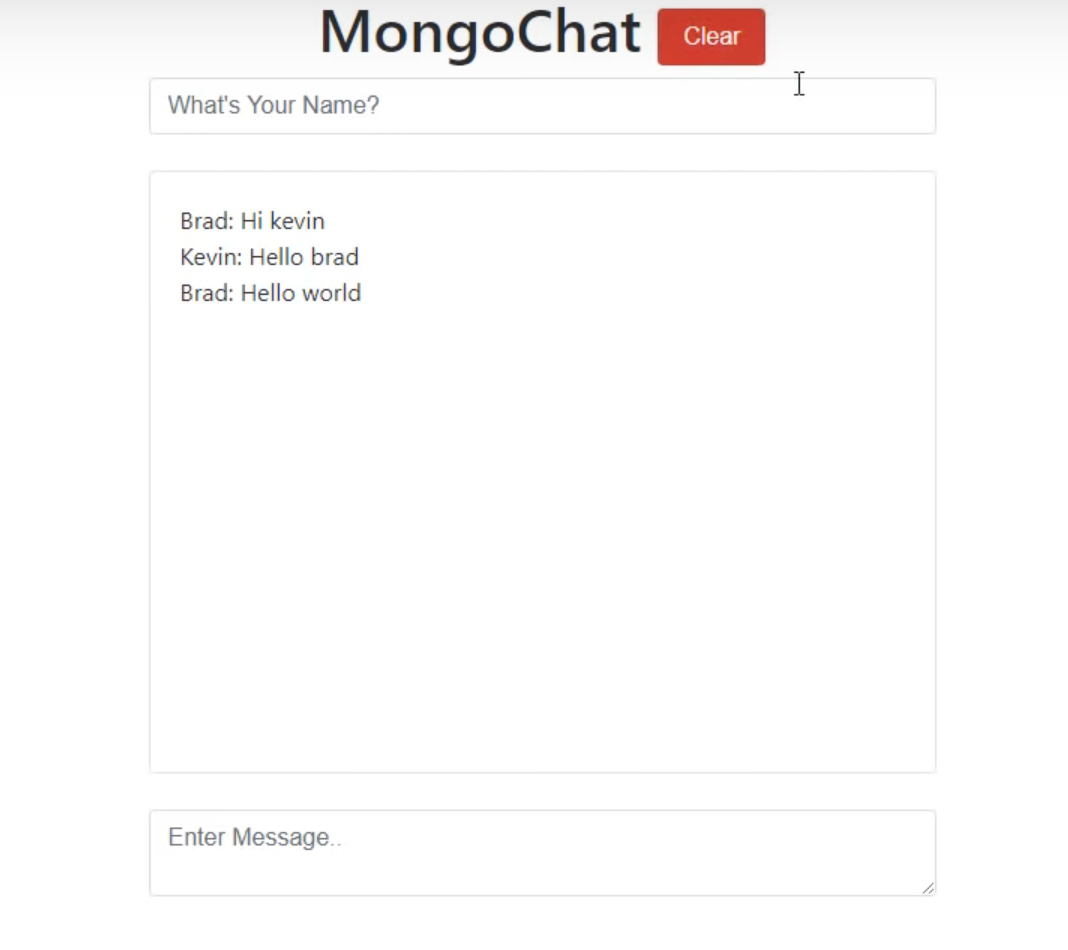 MongoChat Clear
What's Your Name?
Brad: Hi kevin
Kevin: Hello brad
Brad: Hello world
Enter Message..